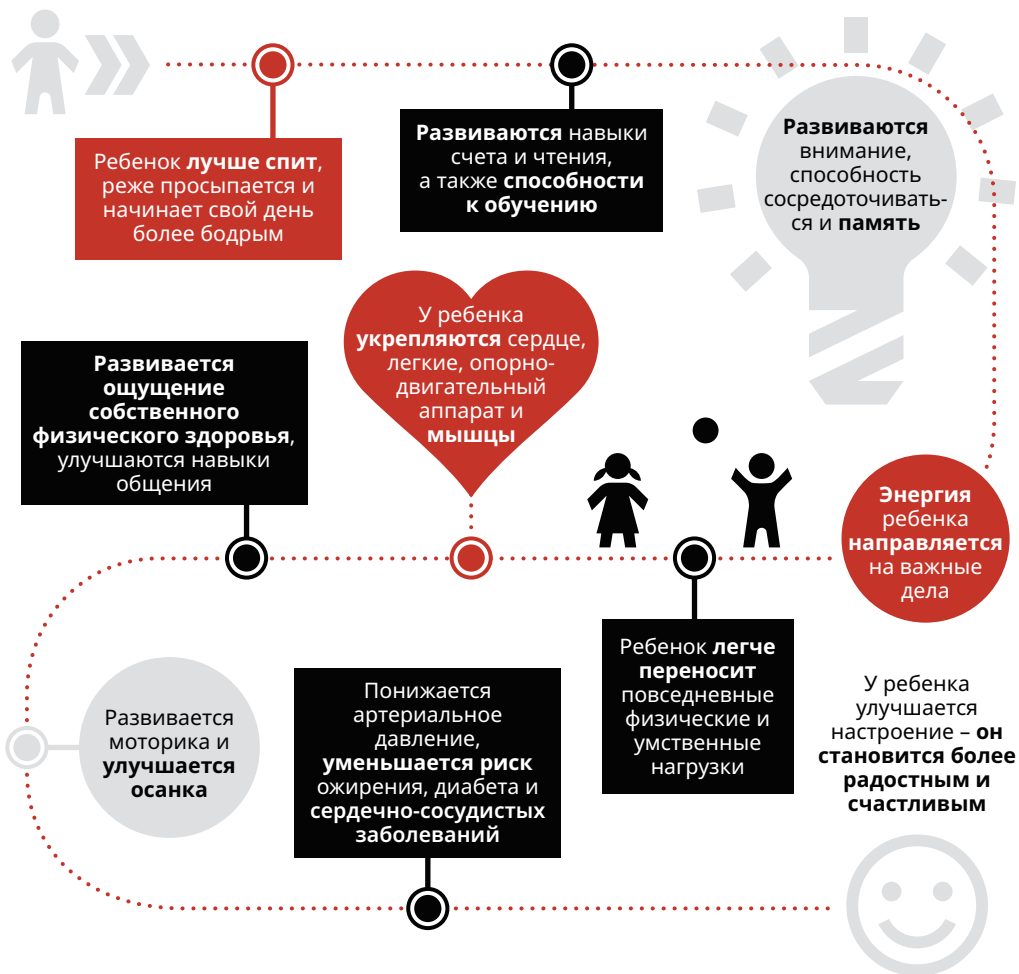 Ребенок лучше спит,
реже просыпается и
начинает свой день
более бодрым
Развиваются навыки
счета и чтения,
а также способности
к обучению
Развиваются
внимание,
способность
сосредоточивать-
ся и память
Энергия
ребенка
направляется
на важные
дела
Ребенок легче
переносит
повседневные
физические и
умственные
нагрузки
У ребенка
укрепляются сердце,
легкие, опорно-
двигательный
аппарат и
мышцы
Развивается
ощущение
собственного
физического здоровья,
улучшаются навыки
общения
Развивается
моторика и
улучшается
осанка
Понижается
артериальное
давление,
уменьшается риск
ожирения, диабета и
сердечно-сосудистых
заболеваний
У ребенка
улучшается
настроение – он
становится более
радостным и
счастливым